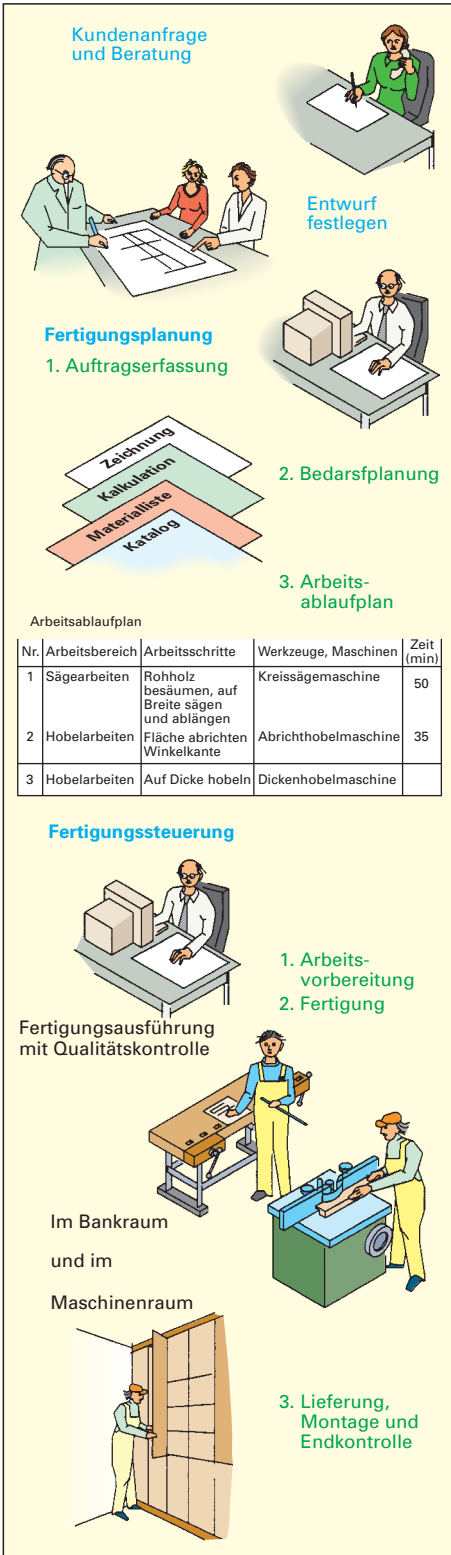 Kundenanfrage
und Beratung
Entwurf
festlegen
Fertigungsplanung
1. Auftragserfassung
Zeichnung
Kalkulation
Materialliste
Katalog
2. Bedarsfplanung
3. Arbeits-
ablaufplan
Arbeitsablaufplan
Nr. Arbeitsbereich Arbeitsschritte Werkzeuge, Maschinen Zeit
(min)
1 Sägearbeiten Rohholz Kreissägemaschine 50
besäumen, auf
Breite sägen
und ablängen
2 Hobelarbeiten Fläche abrichten Abrichthobelmaschine 35
Winkelkante
3 Hobelarbeiten Auf Dicke hobeln Dickenhobelmaschine
Fertigungssteuerung
1. Arbeits-
vorbereitung
2. Fertigung
Fertigungsausführung
mit Qualitätskontrolle
Im Bankraum
und im
Maschinenraum
3. Lieferung,
Montage und
Endkontrolle